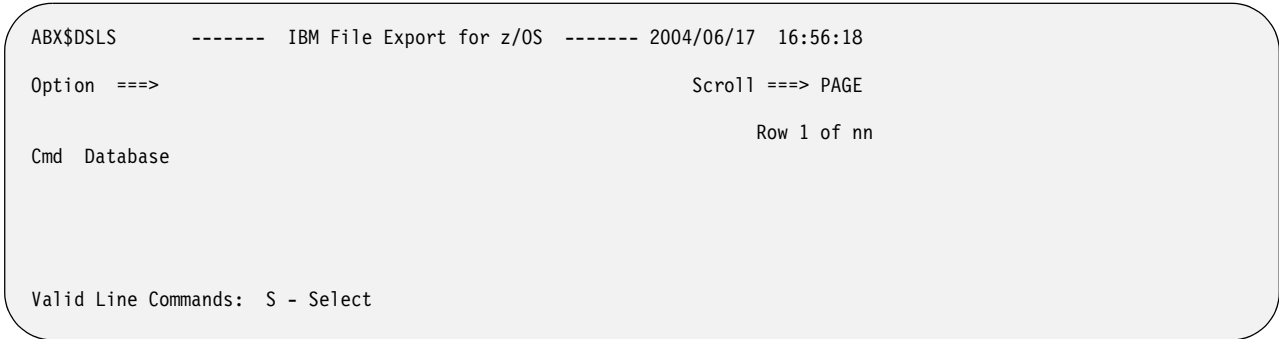 ABX$DSLS ------- IBM File Export for z/OS ------- 2004/06/17 16:56:18
Option ===> Scroll ===> PAGE
Row 1 of nn
Cmd Database
Valid Line Commands: S - Select